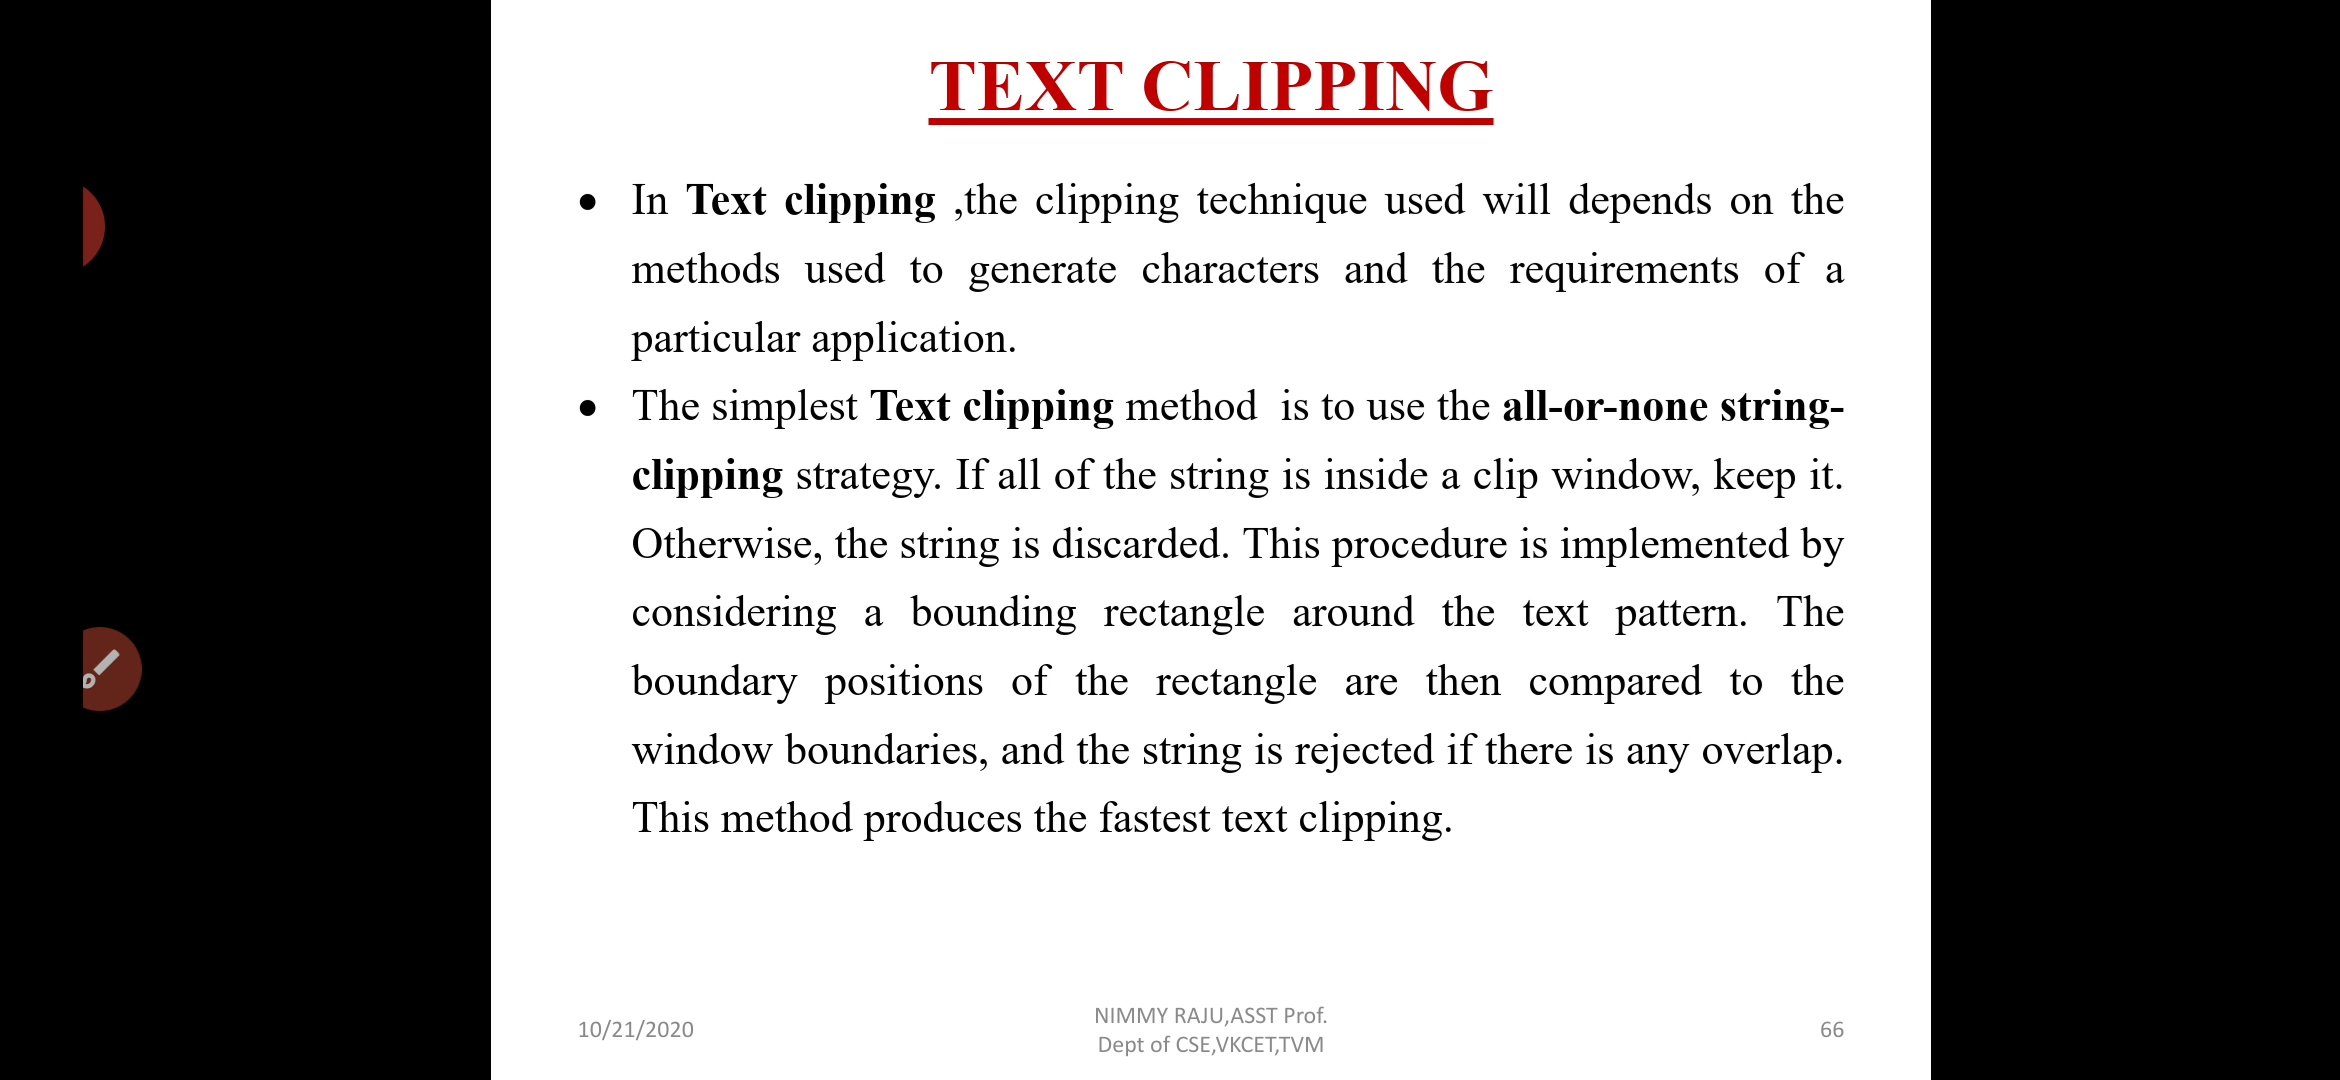 TEXT CLIPPING
• In Text clipping ,the clipping technique used will depends on the
methods used to generate characters and the requirements of a
particular application.
• The simplest Text clipping method is to use the all-or-none string-
clipping strategy. If all of the string is inside a clip window, keep it.
Otherwise, the string is discarded. This procedure is implemented by
considering a bounding rectangle around the text pattern. The
boundary positions of the rectangle are then compared to the
window boundaries, and the string is rejected if there is any overlap.
This method produces the fastest text clipping.
10/21/2020
NIMMY RAJU,ASST Prof.
Dept of CSE,VKCET,TVM
66